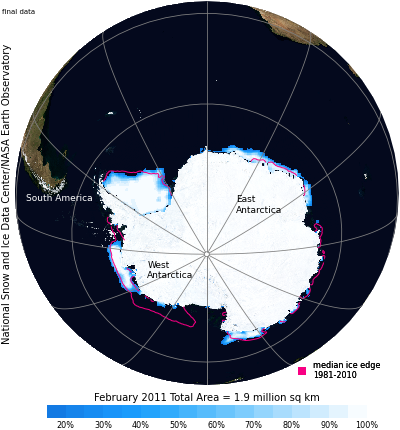 final data
National Snow and Ice Data Center/NASA Earth Observatory
South America
East
Antarctica
West
Antarctica
median ice edge
1981-2010
February 2011 Total Area = 1.9 million sq km
20% 30% 40% 50% 60% 70% 80% 90% 100%